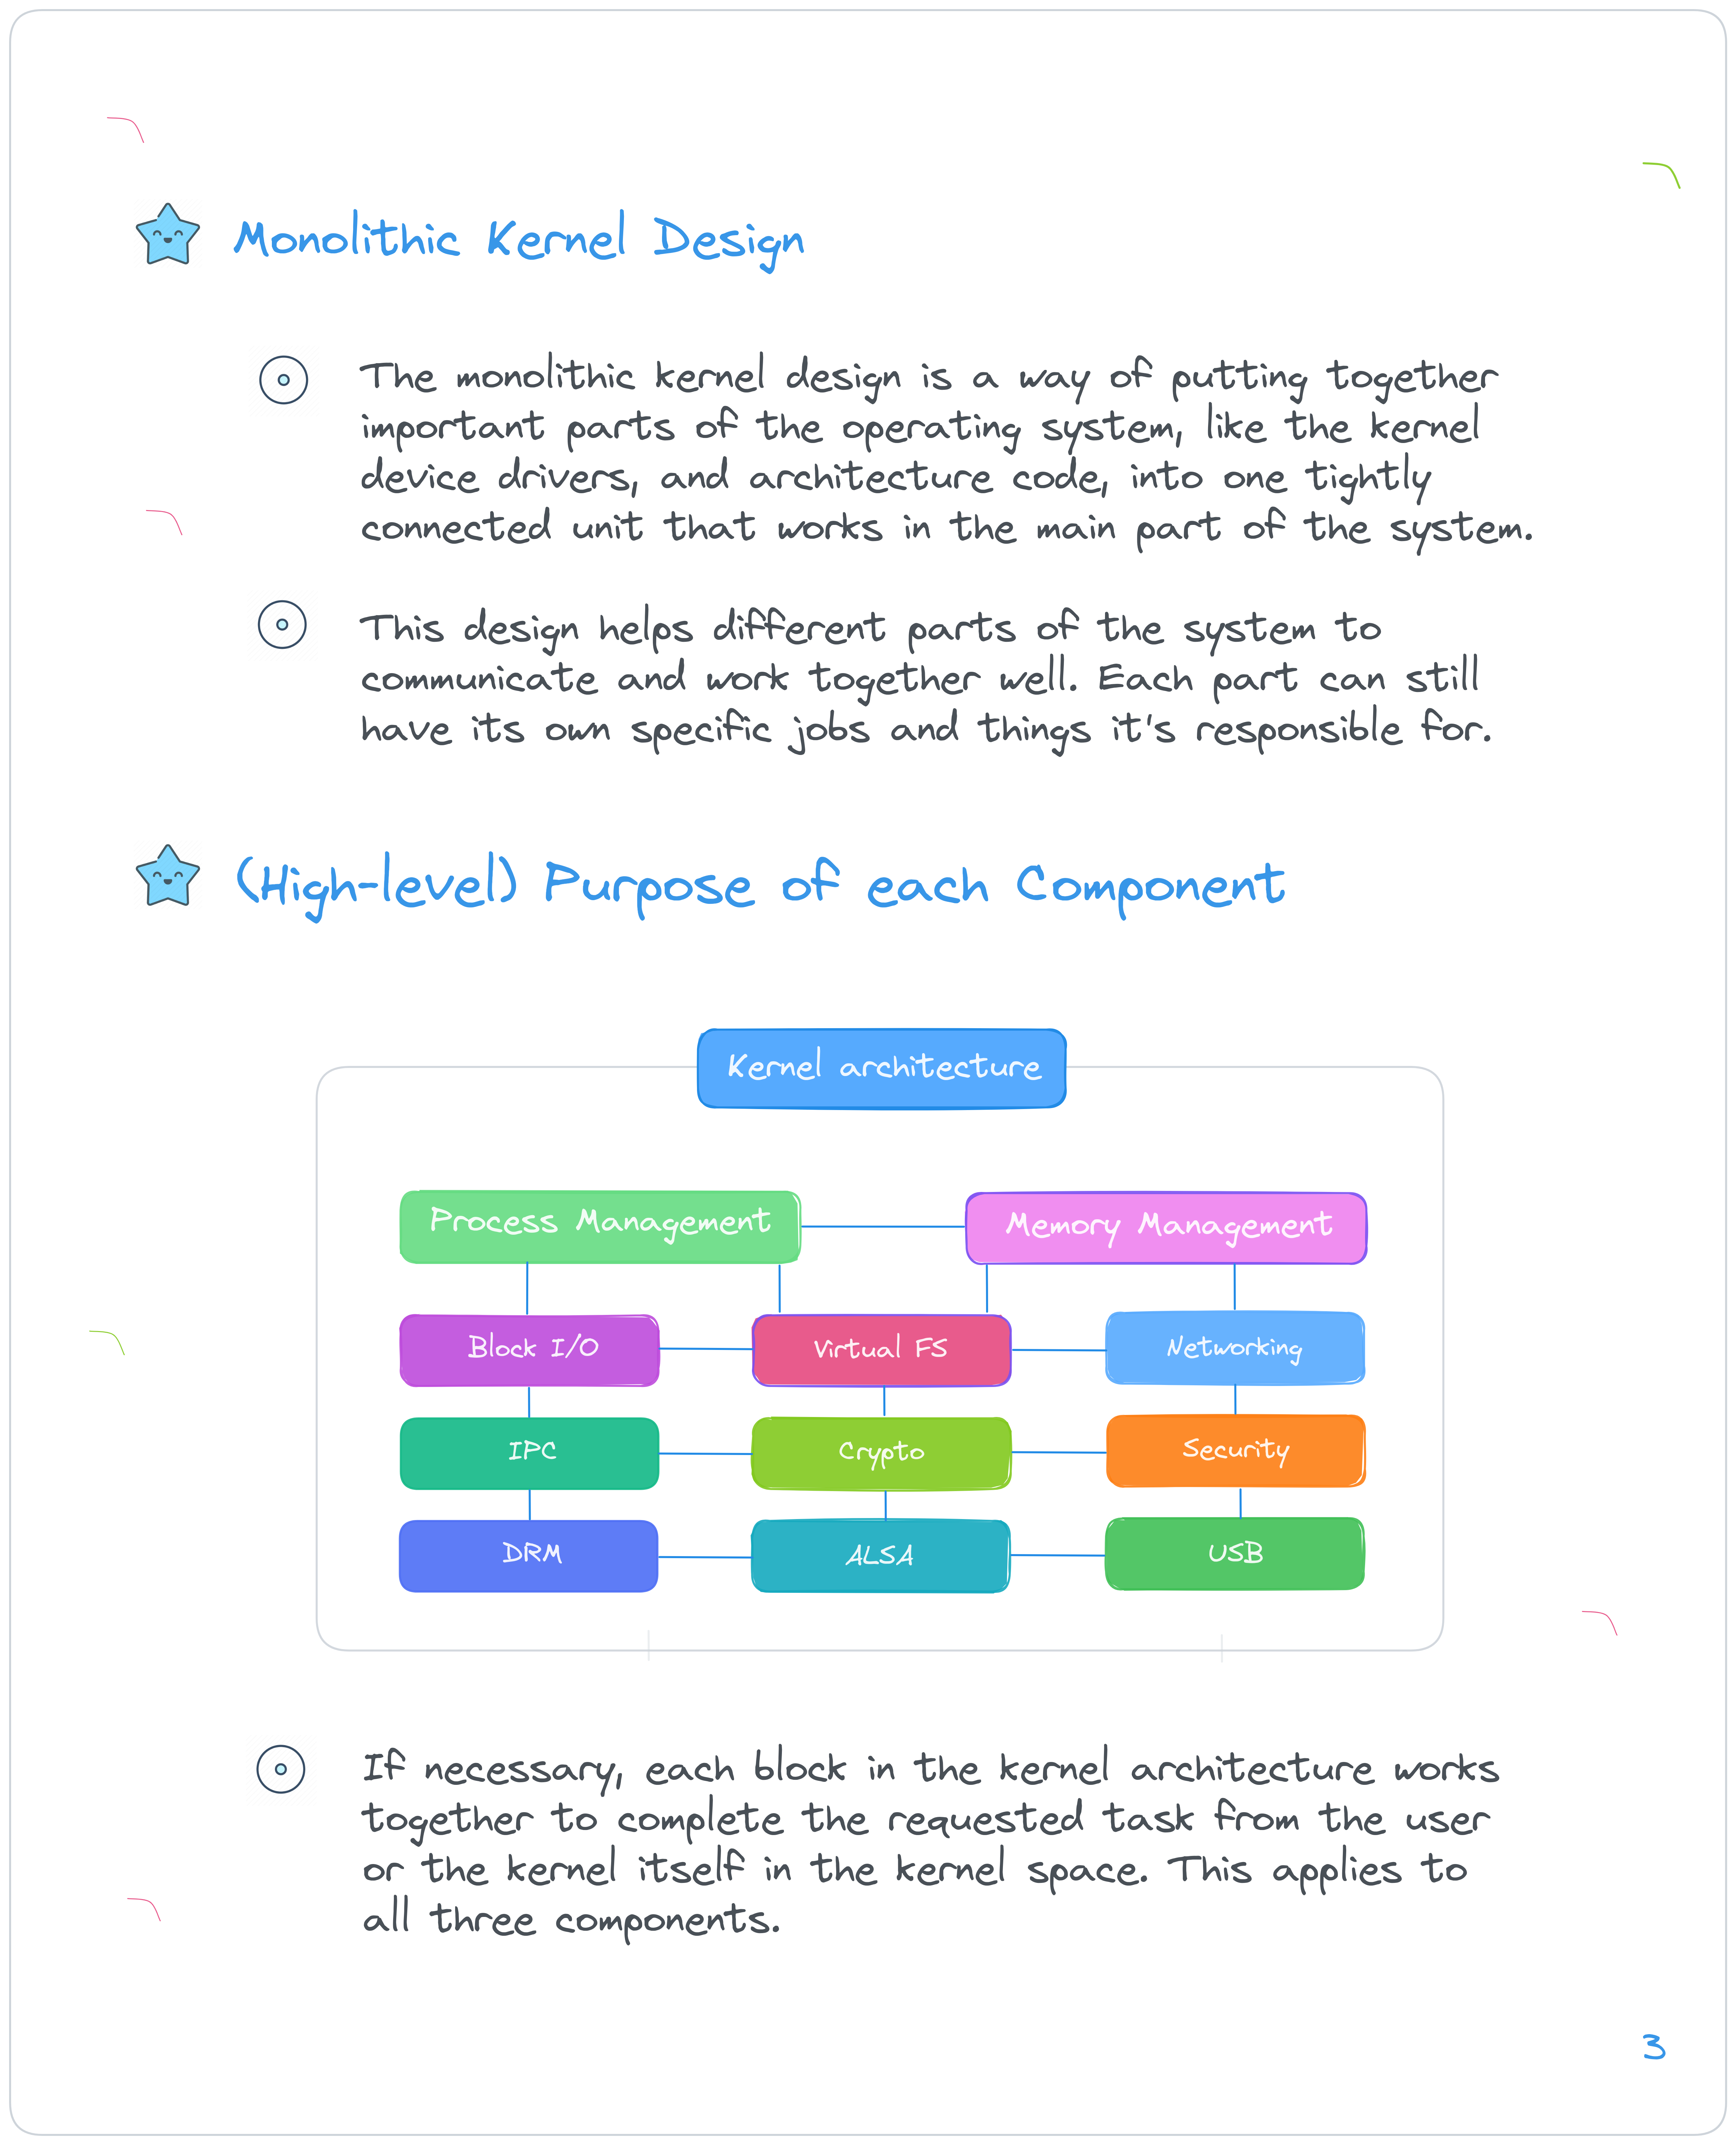 Monolithic Kernel Design
The monolithic kernel design is a way of putting together
important parts of the operating system, like the kernel
device drivers, and architecture code, into one tightly
connected unit that works in the main part of the system.
This design helps different parts of the system to
communicate and work together well. Each part can still
have its own specific jobs and things it's responsible for.
(High-level) Purpose of each Component
Kernel architecture
Process Management
Memory Management
Block I/O
Virtual FS
Networking
IPC
Crypto
Security
DRM
ALSA
USB
If necessary, each block in the kernel architecture works
together to complete the requested task from the user
or the kernel itself in the kernel space. This applies to
all three components.
3